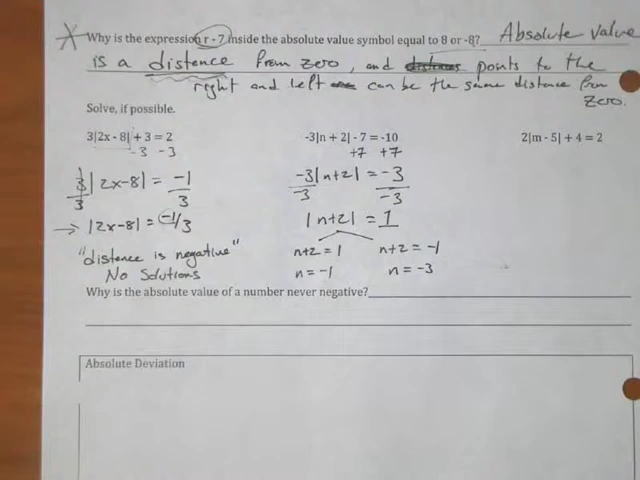 Why is the expression r - 7 inside the absolute value symbol equal to 8 or -8? Absolute value
is a distance from zero, and points to the
right and left can be the same distance from
zero.
Solve, if possible.
3|2x - 8| + 3 = 2
-3 -3
3|2x-8| = -1
3 3
→ |2x-8| = -1/3
"distance is negative"
No Solutions
-3|n + 2| - 7 = -10
+7 +7
-3|n+2| = -3
-3 -3
|n+2| = 1
n+2 = 1 n+2 = -1
n = -1 n = -3
2|m - 5| + 4 = 2
Why is the absolute value of a number never negative?
Absolute Deviation